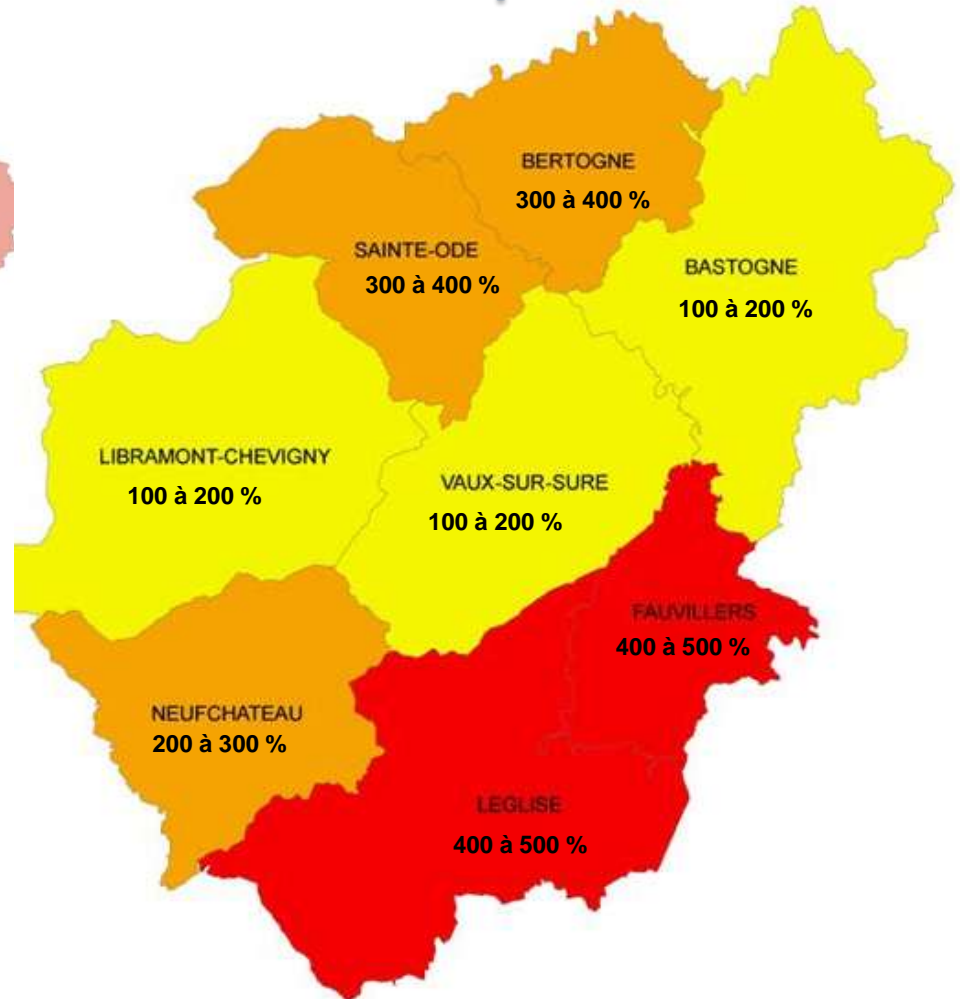 BERTOGNE
300 à 400 %
SAINTE-ODE
300 à 400 %
BASTOGNE
100 à 200 %
LIBRAMONT-CHEVIGNY
100 à 200 %
VAUX-SUR-SURE
100 à 200 %
FAUVILLERS
400 à 500 %
NEUFCHATEAU
200 à 300 %
LEGLISE
400 à 500 %